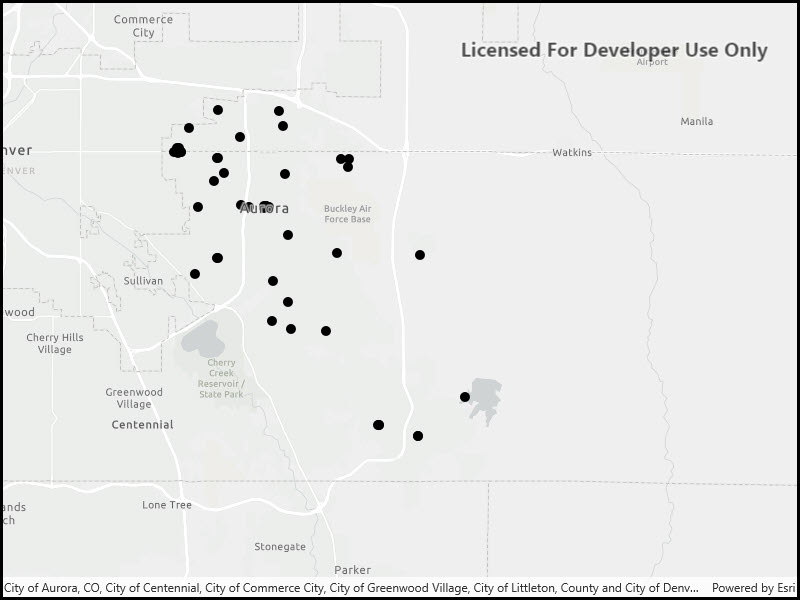 Commerce
City
Licensed For Developer Use Only
Airport
Manila
nver
ENVER
Watkins
Aurora
Buckley Air
Force Base
Sullivan
wood
Cherry Hills
Village
Cherry
Creek
Reservoir /
State Park
Greenwood
Village
Centennial
Lone Tree
ands
ch
Stonegate
Parker
City of Aurora, CO, City of Centennial, City of Commerce City, City of Greenwood Village, City of Littleton, County and City of Denv...
Powered by Esri